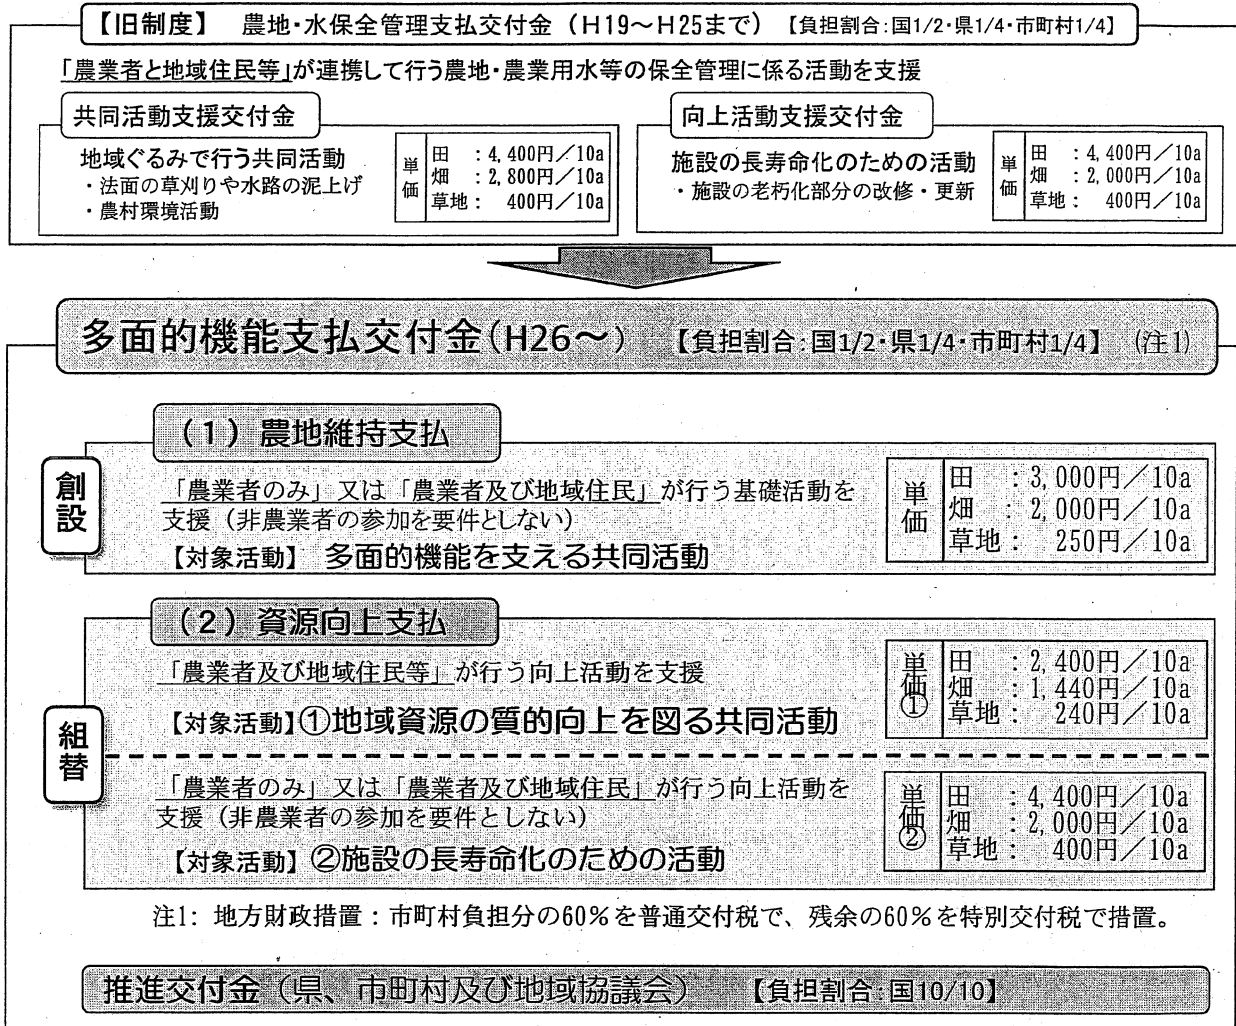 【旧制度】 農地・水保全管理支払交付金（H19～H25まで）【負担割合：国1/2・県1/4・市町村1/4】
「農業者と地域住民等」が連携して行う農地・農業用水等の保全管理に係る活動を支援
共同活動支援交付金
地域ぐるみで行う共同活動
・法面の草刈りや水路の泥上げ
・農村環境活動
単価
田 ：4,400円／10a
畑 ：2,800円／10a
草地： 400円／10a
向上活動支援交付金
施設の長寿命化のための活動
・施設の老朽化部分の改修・更新
単価
田 ：4,400円／10a
畑 ：2,000円／10a
草地： 400円／10a
多面的機能支払交付金（H26～） 【負担割合：国1/2・県1/4・市町村1/4】 （注1）
創設
（1）農地維持支払
「農業者のみ」又は「農業者及び地域住民」が行う基礎活動を
支援（非農業者の参加を要件としない）
【対象活動】 多面的機能を支える共同活動
単価
田 ：3,000円／10a
畑 ：2,000円／10a
草地： 250円／10a
組替
（2）資源向上支払
「農業者及び地域住民等」が行う向上活動を支援
【対象活動】①地域資源の質的向上を図る共同活動
単価①
田 ：2,400円／10a
畑 ：1,440円／10a
草地： 240円／10a
「農業者のみ」又は「農業者及び地域住民」が行う向上活動を
支援（非農業者の参加を要件としない）
【対象活動】②施設の長寿命化のための活動
単価②
田 ：4,400円／10a
畑 ：2,000円／10a
草地： 400円／10a
注1：地方財政措置：市町村負担分の60％を普通交付税で、残余の60％を特別交付税で措置。
推進交付金（県、市町村及び地域協議会） 【負担割合：国10/10】